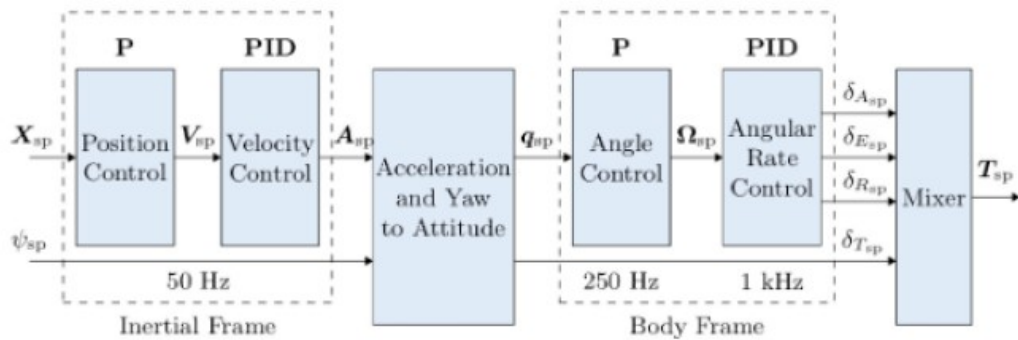 P
PID
P
PID
X_sp
Position
Control
V_sp
Velocity
Control
A_sp
Acceleration
and Yaw
to Attitude
q_sp
Angle
Control
Ω_sp
Angular
Rate
Control
δ_A_sp
δ_E_sp
δ_R_sp
δ_T_sp
Mixer
T_sp
ψ_sp
50 Hz
250 Hz
1 kHz
Inertial Frame
Body Frame